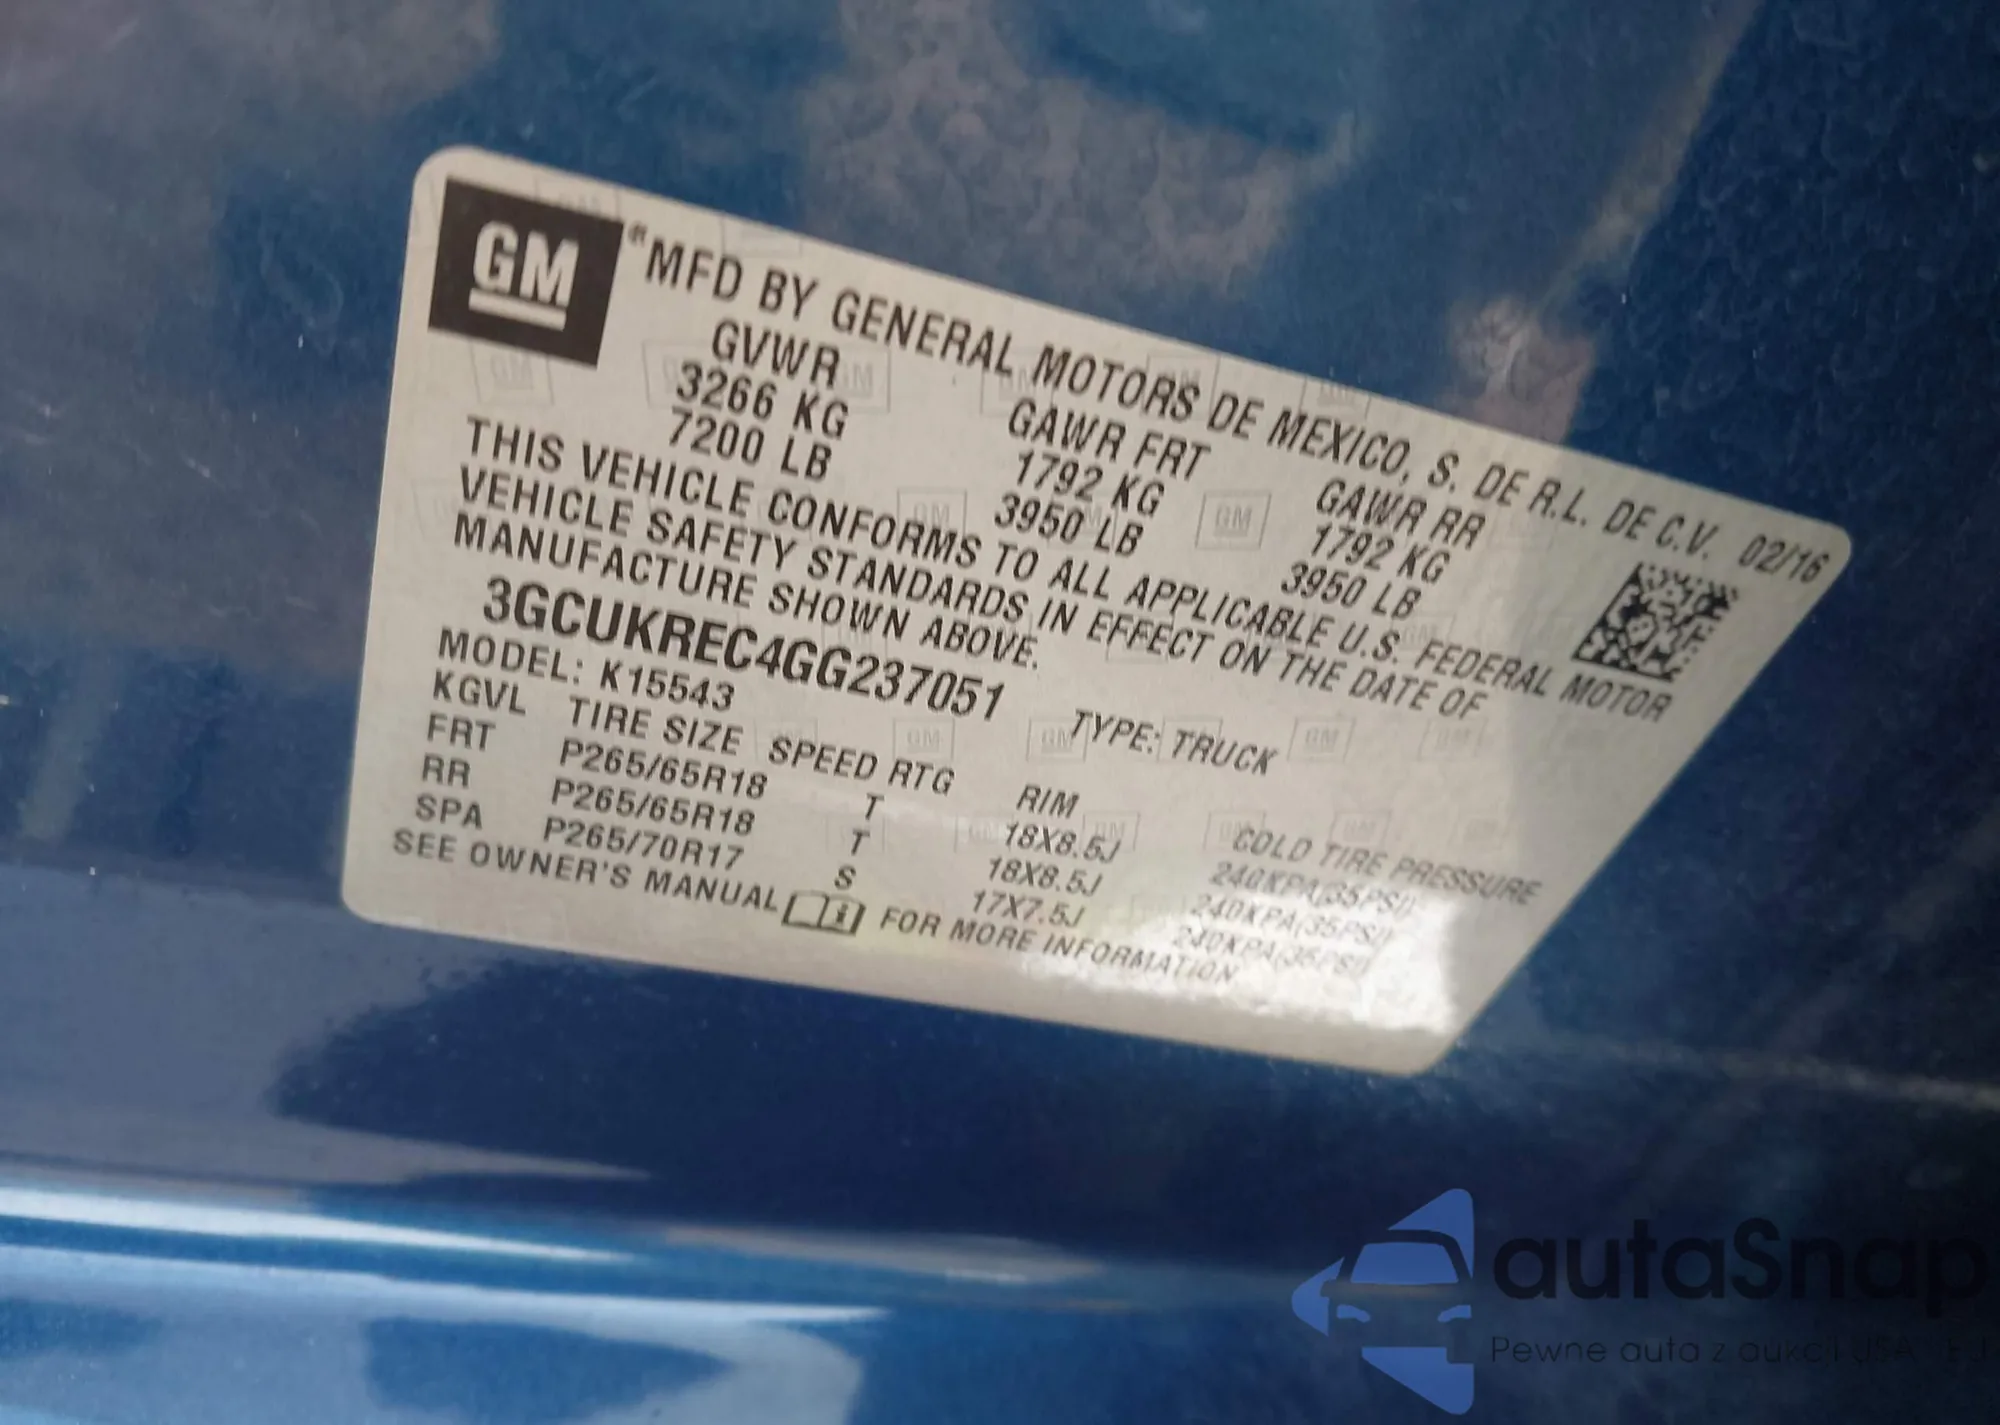 GM
"MFD BY GENERAL MOTORS DE MEXICO, S. DE R.L. DE C.V. 02/16
GVWR GAWR FRT GAWR RR
3266 KG 1792 KG 1792 KG
7200 LB 3950 LB 3950 LB
THIS VEHICLE CONFORMS TO ALL APPLICABLE U.S. FEDERAL MOTOR
VEHICLE SAFETY STANDARDS IN EFFECT ON THE DATE OF
MANUFACTURE SHOWN ABOVE.
3GCUKREC4GG237051 TYPE: TRUCK
MODEL: K15543
KGVL TIRE SIZE SPEED RTG RIM COLD TIRE PRESSURE
FRT P265/65R18 T 18X8.5J 240KPA(35PSI)
RR P265/65R18 T 18X8.5J 240KPA(35PSI)
SPA P265/70R17 S 17X7.5J 240KPA(35PSI)
SEE OWNER'S MANUAL FOR MORE INFORMATION
autaSnap
Pewne auta z aukcji USA